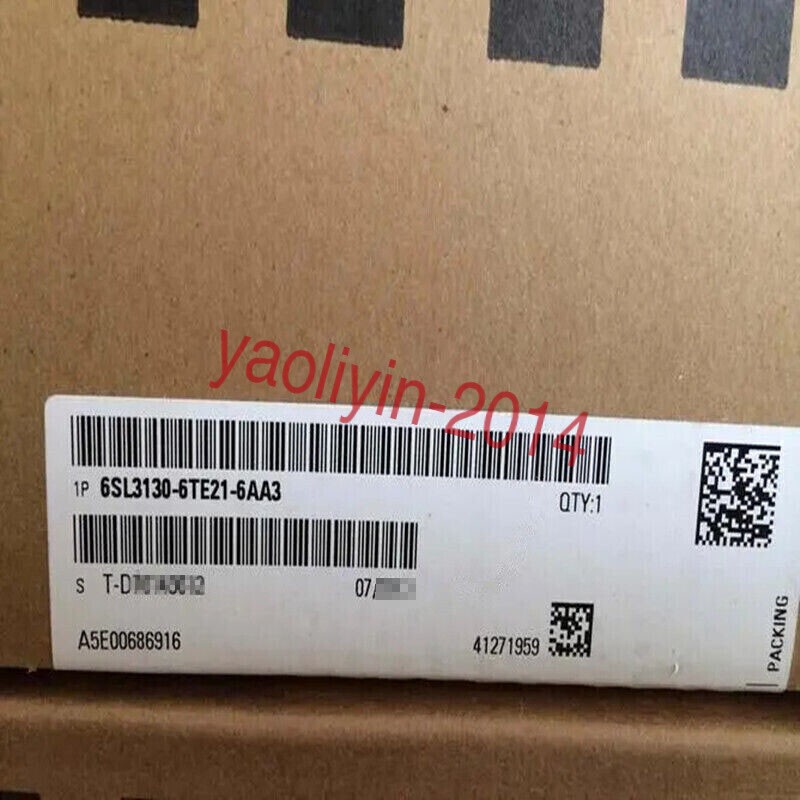 yaoliyin-2014
1P 6SL3130-6TE21-6AA3
QTY:1
S T-D
07/
A5E00686916
41271959
PACKING